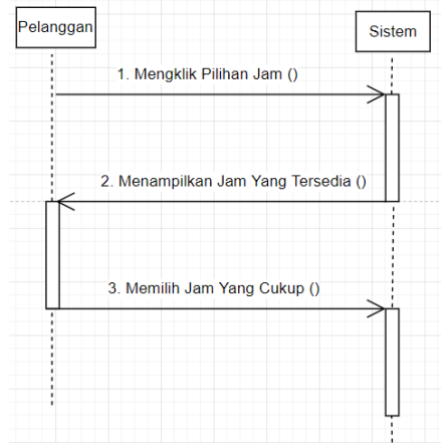 Pelanggan
Sistem
1. Mengklik Pilihan Jam ()
2. Menampilkan Jam Yang Tersedia ()
3. Memilih Jam Yang Cukup ()